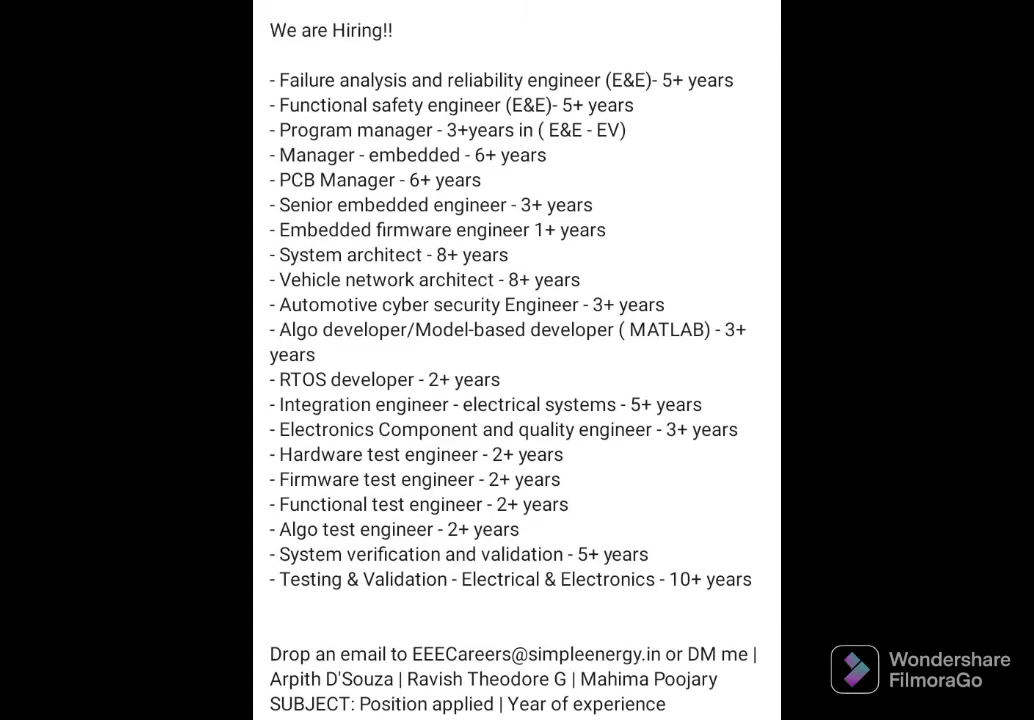 We are Hiring!!
- Failure analysis and reliability engineer (E&E)- 5+ years
- Functional safety engineer (E&E)- 5+ years
- Program manager - 3+years in ( E&E - EV)
- Manager - embedded - 6+ years
- PCB Manager - 6+ years
- Senior embedded engineer - 3+ years
- Embedded firmware engineer 1+ years
- System architect - 8+ years
- Vehicle network architect - 8+ years
- Automotive cyber security Engineer - 3+ years
- Algo developer/Model-based developer ( MATLAB) - 3+
years
- RTOS developer - 2+ years
- Integration engineer - electrical systems - 5+ years
- Electronics Component and quality engineer - 3+ years
- Hardware test engineer - 2+ years
- Firmware test engineer - 2+ years
- Functional test engineer - 2+ years
- Algo test engineer - 2+ years
- System verification and validation - 5+ years
- Testing & Validation - Electrical & Electronics - 10+ years
Drop an email to EEECareers@simpleenergy.in or DM me |
Arpith D'Souza | Ravish Theodore G | Mahima Poojary
SUBJECT: Position applied | Year of experience
Wondershare
FilmoraGo